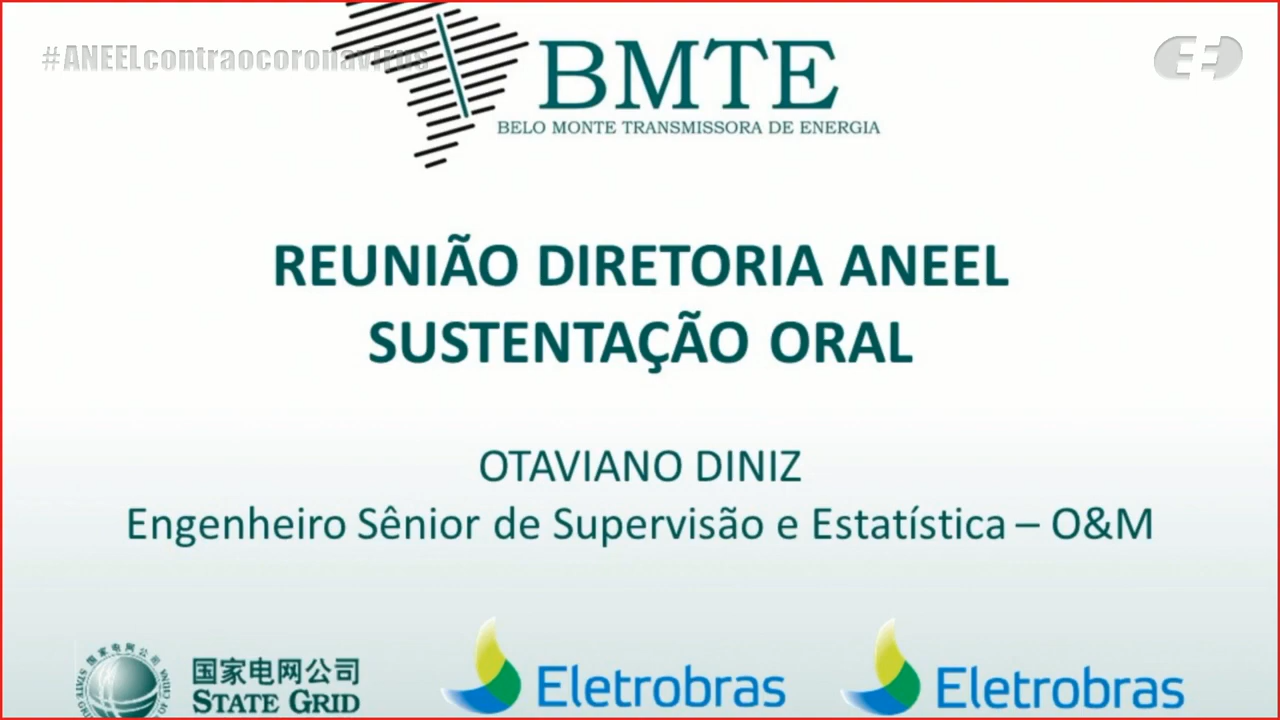 #ANEELcontraocoronavírus
BMTE
BELO MONTE TRANSMISSORA DE ENERGIA
REUNIÃO DIRETORIA ANEEL
SUSTENTAÇÃO ORAL
OTAVIANO DINIZ
Engenheiro Sênior de Supervisão e Estatística – O&M
国家电网公司
STATE GRID
Eletrobras
Eletrobras